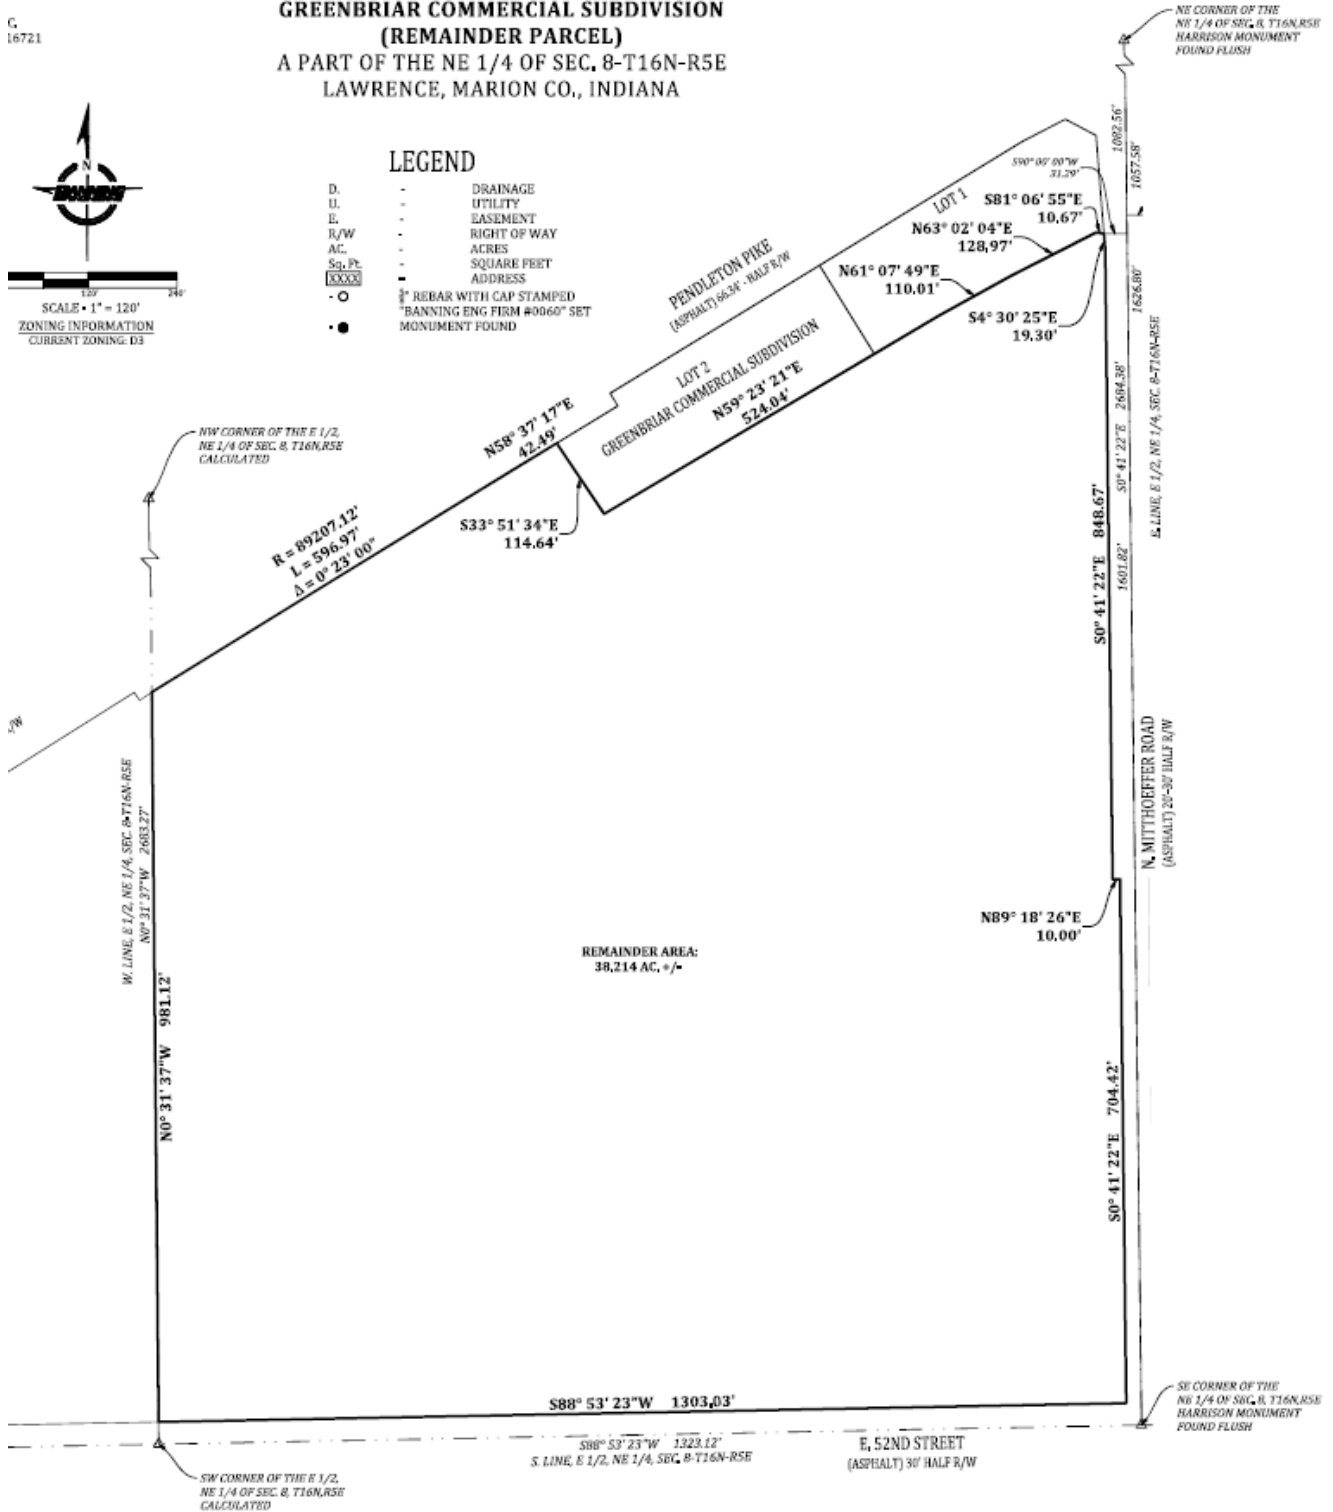 C.
16721
GREENBRIAR COMMERCIAL SUBDIVISION
(REMAINDER PARCEL)
A PART OF THE NE 1/4 OF SEC. 8-T16N-R5E
LAWRENCE, MARION CO., INDIANA
NE CORNER OF THE
NE 1/4 OF SEC. 8, T16N,R5E
HARRISON MONUMENT
FOUND FLUSH
N
BANNING
120' 240'
SCALE - 1" = 120'
ZONING INFORMATION
CURRENT ZONING: D3
LEGEND
D. - DRAINAGE
U. - UTILITY
E. - EASEMENT
R/W - RIGHT OF WAY
AC. - ACRES
Sq. Ft. - SQUARE FEET
XXXX - ADDRESS
REBAR WITH CAP STAMPED
"BANNING ENG FIRM #0060" SET
MONUMENT FOUND
1082.56'
1057.58'
S90° 00' 00"W
31.29'
LOT 1
S81° 06' 55"E
10.67'
N63° 02' 04"E
128.97'
N61° 07' 49"E
110.01'
PENDLETON PIKE
(ASPHALT) 66.34' - HALF R/W
S4° 30' 25"E
19.30'
1626.80'
LOT 2
GREENBRIAR COMMERCIAL SUBDIVISION
N59° 23' 21"E
524.04'
N58° 37' 17"E
42.49'
NW CORNER OF THE E 1/2,
NE 1/4 OF SEC. 8, T16N,R5E
CALCULATED
S33° 51' 34"E
114.64'
R = 89207.12'
L = 596.97'
Δ = 0° 23' 00"
S0° 41' 22"E 848.67'
S0° 41' 22"E 2684.38'
1601.82'
E. LINE, E 1/2, NE 1/4, SEC. 8-T16N-R5E
/W
W. LINE, E 1/2, NE 1/4, SEC. 8-T16N-R5E
N0° 31' 37"W 2683.27'
N0° 31' 37"W 981.12'
N. MITTHOEFFER ROAD
(ASPHALT) 20'-30' HALF R/W
N89° 18' 26"E
10.00'
REMAINDER AREA:
38.214 AC. +/-
S0° 41' 22"E 704.42'
S88° 53' 23"W 1303.03'
SE CORNER OF THE
NE 1/4 OF SEC. 8, T16N,R5E
HARRISON MONUMENT
FOUND FLUSH
S88° 53' 23"W 1323.12'
S. LINE, E 1/2, NE 1/4, SEC. 8-T16N-R5E
E. 52ND STREET
(ASPHALT) 30' HALF R/W
SW CORNER OF THE E 1/2,
NE 1/4 OF SEC. 8, T16N,R5E
CALCULATED